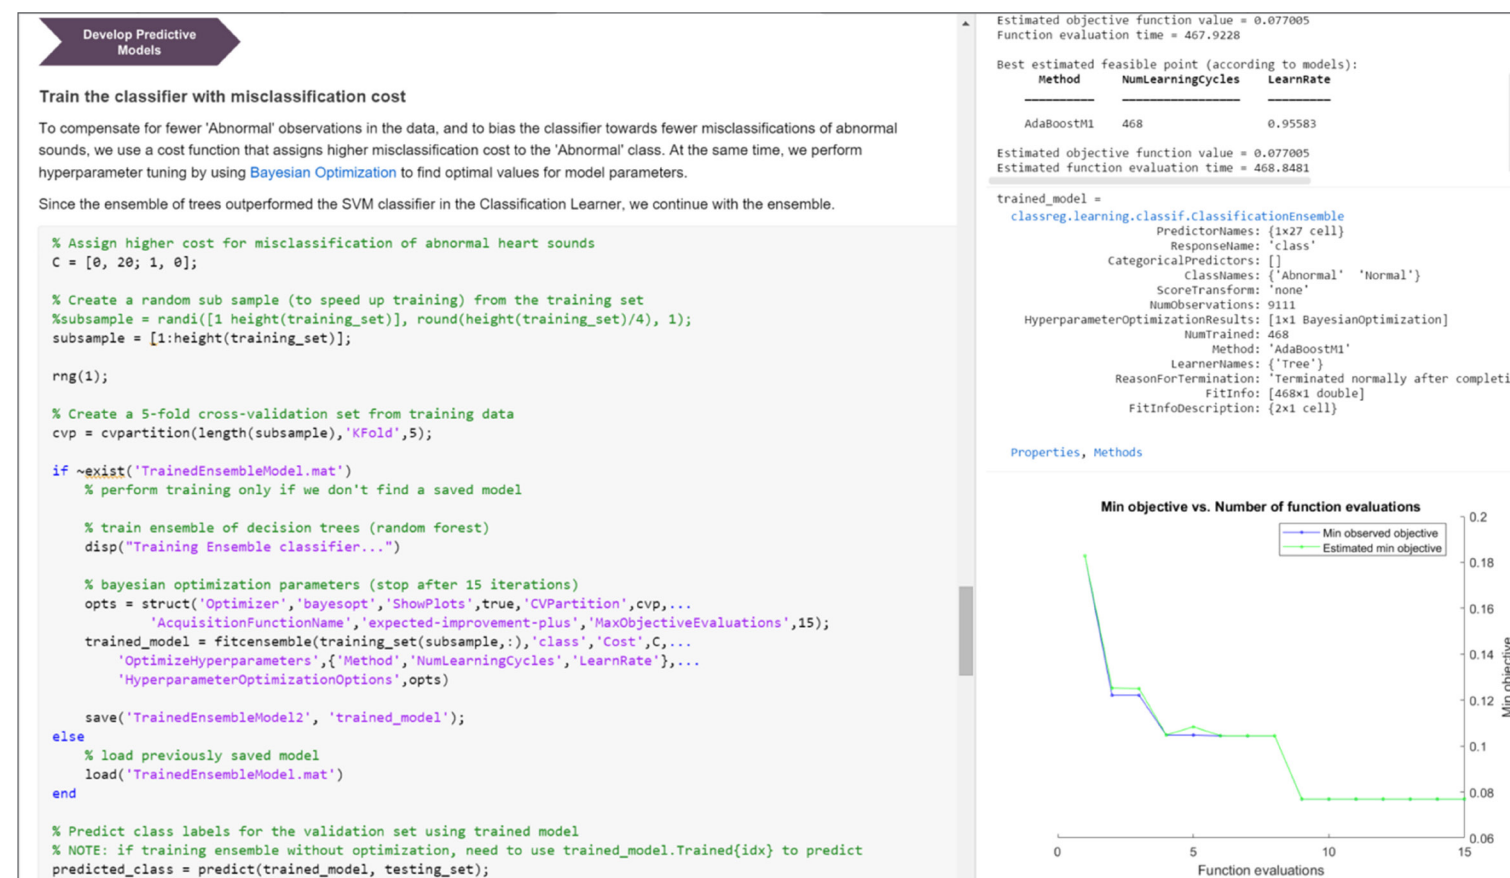 Develop Predictive
Models
Train the classifier with misclassification cost
To compensate for fewer 'Abnormal' observations in the data, and to bias the classifier towards fewer misclassifications of abnormal
sounds, we use a cost function that assigns higher misclassification cost to the 'Abnormal' class. At the same time, we perform
hyperparameter tuning by using Bayesian Optimization to find optimal values for model parameters.
Since the ensemble of trees outperformed the SVM classifier in the Classification Learner, we continue with the ensemble.
% Assign higher cost for misclassification of abnormal heart sounds
C = [0, 20; 1, 0];
% Create a random sub sample (to speed up training) from the training set
%subsample = randi([1 height(training_set)], round(height(training_set)/4), 1);
subsample = [1:height(training_set)];
rng(1);
% Create a 5-fold cross-validation set from training data
cvp = cvpartition(length(subsample),'KFold',5);
if ~exist('TrainedEnsembleModel.mat')
% perform training only if we don't find a saved model
% train ensemble of decision trees (random forest)
disp("Training Ensemble classifier...")
% bayesian optimization parameters (stop after 15 iterations)
opts = struct('Optimizer','bayesopt','ShowPlots',true,'CVPartition',cvp,...
'AcquisitionFunctionName','expected-improvement-plus','MaxObjectiveEvaluations',15);
trained_model = fitcensemble(training_set(subsample,:),'class','Cost',C,...
'OptimizeHyperparameters',{'Method','NumLearningCycles','LearnRate'},...
'HyperparameterOptimizationOptions',opts)
save('TrainedEnsembleModel2', 'trained_model');
else
% load previously saved model
load('TrainedEnsembleModel.mat')
end
% Predict class labels for the validation set using trained model
% NOTE: if training ensemble without optimization, need to use trained_model.Trained{idx} to predict
predicted_class = predict(trained_model, testing_set);
Estimated objective function value = 0.077005
Function evaluation time = 467.9228
Best estimated feasible point (according to models):
Method NumLearningCycles LearnRate
AdaBoostM1 468 0.95583
Estimated objective function value = 0.077005
Estimated function evaluation time = 468.8481
trained_model =
classreg.learning.classif.ClassificationEnsemble
PredictorNames: {1×27 cell}
ResponseName: 'class'
CategoricalPredictors: []
ClassNames: {'Abnormal' 'Normal'}
ScoreTransform: 'none'
NumObservations: 9111
HyperparameterOptimizationResults: [1×1 BayesianOptimization]
NumTrained: 468
Method: 'AdaBoostM1'
LearnerNames: {'Tree'}
ReasonForTermination: 'Terminated normally after completi
FitInfo: [468×1 double]
FitInfoDescription: {2×1 cell}
Properties, Methods
Min objective vs. Number of function evaluations
Min observed objective
Estimated min objective
0.2
0.18
0.16
0.14
0.12
0.1
0.08
0.06
Min objective
0 5 10 15
Function evaluations